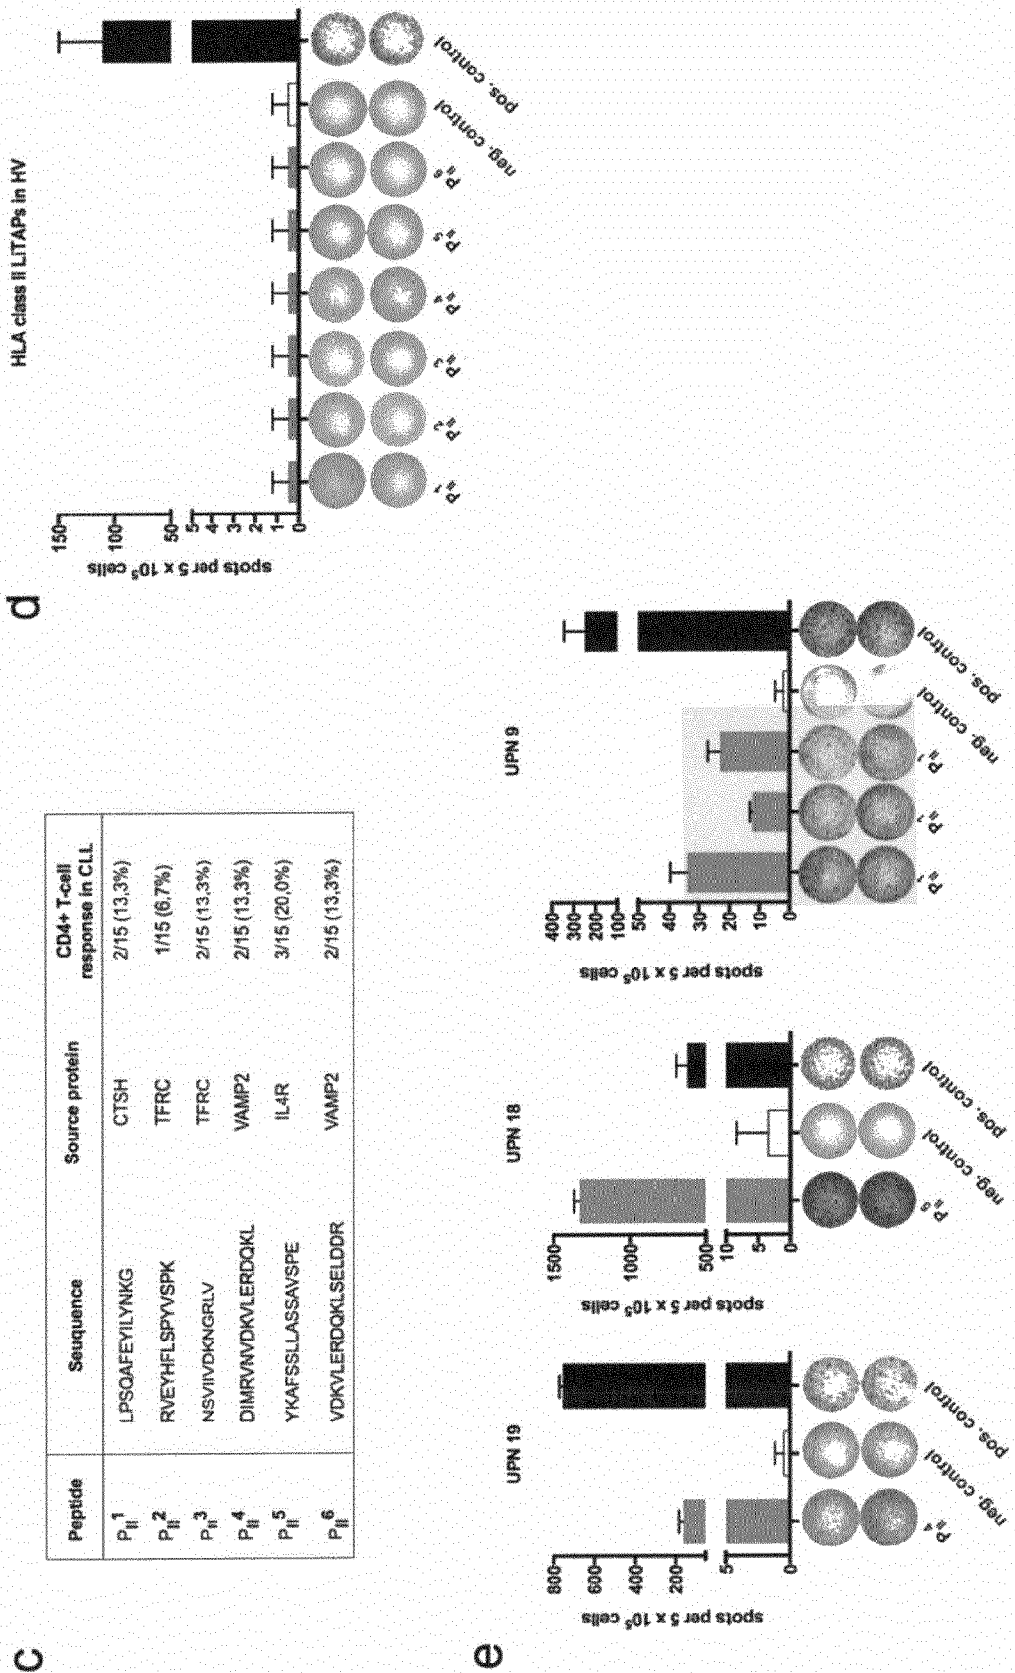 c
Peptide Seuquence Source protein CD4+ T-cell response in CLL
P_II^1 LPSQAFEYILYNKG CTSH 2/15 (13,3%)
P_II^2 RVEYHFLSPYVSPK TFRC 1/15 (6,7%)
P_II^3 NSVIIVDKNGRLV TFRC 2/15 (13,3%)
P_II^4 DIMRVNVDKVLERDQKL VAMP2 2/15 (13,3%)
P_II^5 YKAFSSLLASSAVSPE IL4R 3/15 (20,0%)
P_II^6 VDKVLERDQKLSELDDR VAMP2 2/15 (13,3%)
d
HLA class II LiTAPs in HV
spots per 5 x 10^5 cells
150
100
50
5
4
3
2
1
0
P_II^1 P_II^2 P_II^3 P_II^4 P_II^5 P_II^6 neg. control pos. control
e
UPN 19
spots per 5 x 10^5 cells
800
600
400
200
5
0
P_II^4 neg. control pos. control
UPN 18
spots per 5 x 10^5 cells
1500
1000
500
10
5
0
P_II^5 neg. control pos. control
UPN 9
spots per 5 x 10^5 cells
400
300
200
100
50
40
30
20
10
0
P_II^1 P_II^1 P_II^1 neg. control pos. control